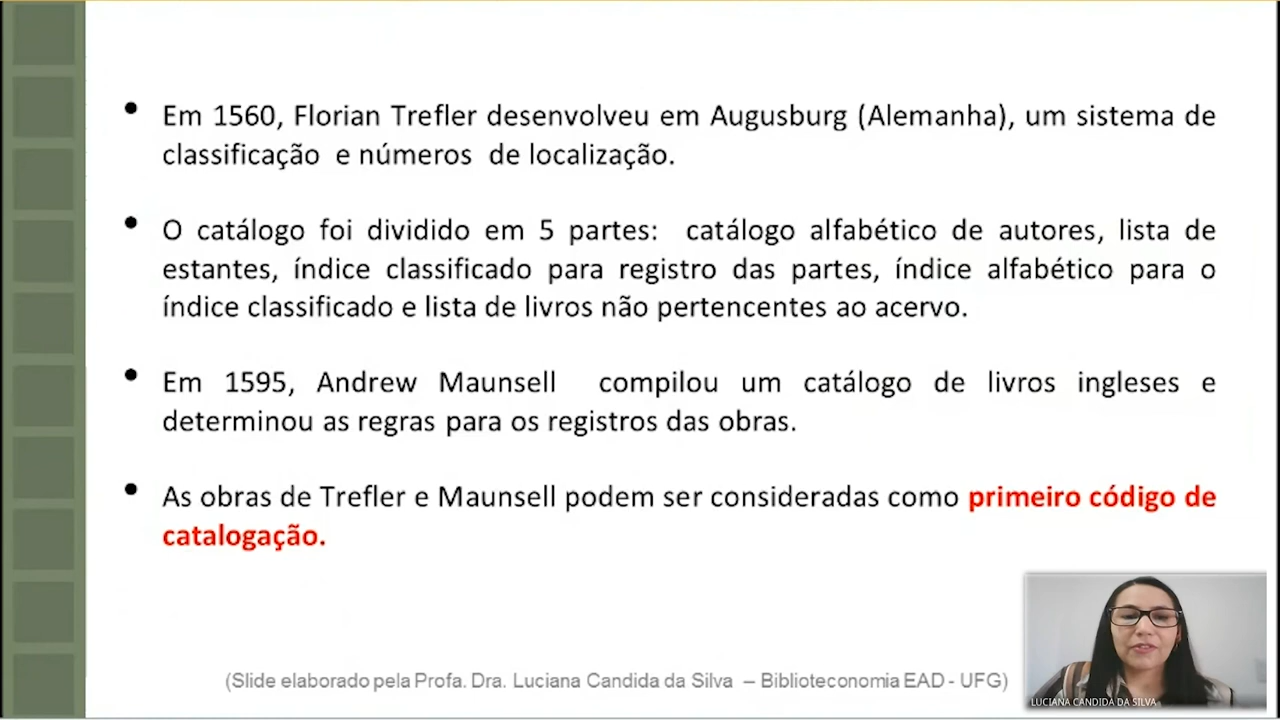 • Em 1560, Florian Trefler desenvolveu em Augusburg (Alemanha), um sistema de
classificação e números de localização.
• O catálogo foi dividido em 5 partes: catálogo alfabético de autores, lista de
estantes, índice classificado para registro das partes, índice alfabético para o
índice classificado e lista de livros não pertencentes ao acervo.
• Em 1595, Andrew Maunsell compilou um catálogo de livros ingleses e
determinou as regras para os registros das obras.
• As obras de Trefler e Maunsell podem ser consideradas como primeiro código de
catalogação.
(Slide elaborado pela Profa. Dra. Luciana Candida da Silva – Biblioteconomia EAD - UFG)
LUCIANA CANDIDA DA SILVA